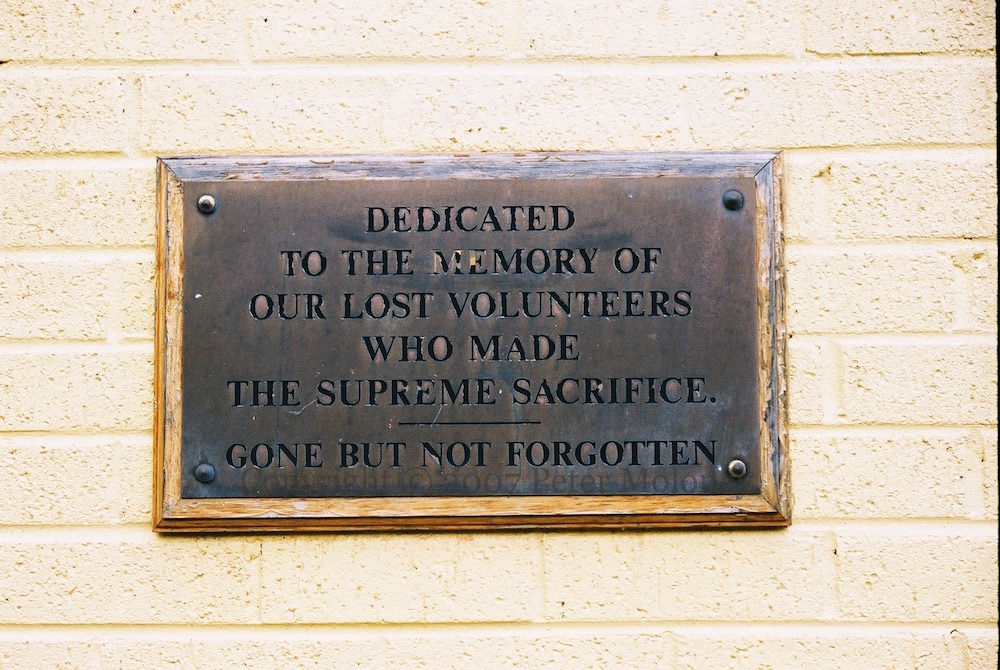 DEDICATED
TO THE MEMORY OF
OUR LOST VOLUNTEERS
WHO MADE
THE SUPREME SACRIFICE.
GONE BUT NOT FORGOTTEN
Copyright © 2007 Peter